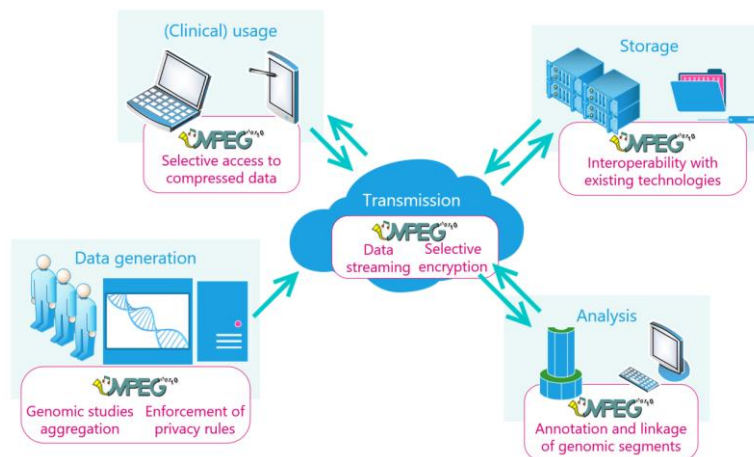 (Clinical) usage
MPEG
Selective access to
compressed data
Storage
MPEG
Interoperability with
existing technologies
Transmission
MPEG
Data Selective
streaming encryption
Data generation
MPEG
Genomic studies Enforcement of
aggregation privacy rules
Analysis
MPEG
Annotation and linkage
of genomic segments